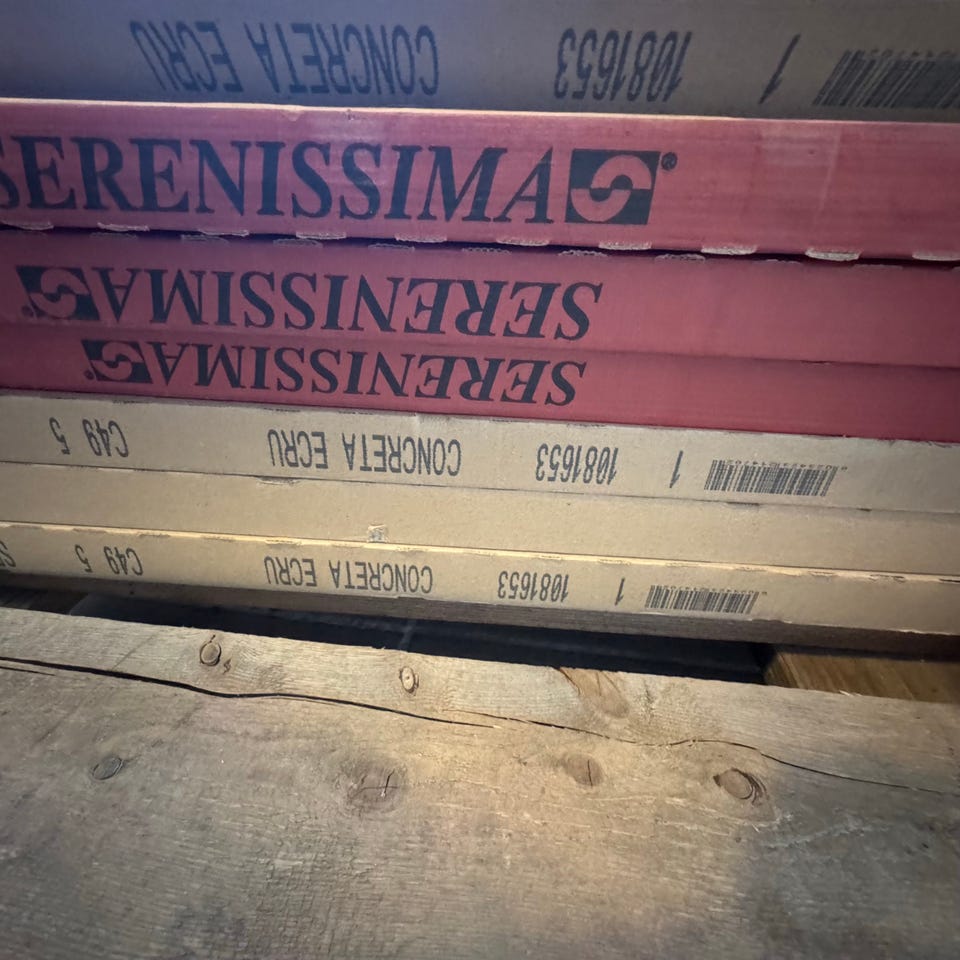 1 1081653 CONCRETA ECRU
SERENISSIMA®
SERENISSIMA®
SERENISSIMA®
1 1081653 CONCRETA ECRU C49 5
1 1081653 CONCRETA ECRU C49 5